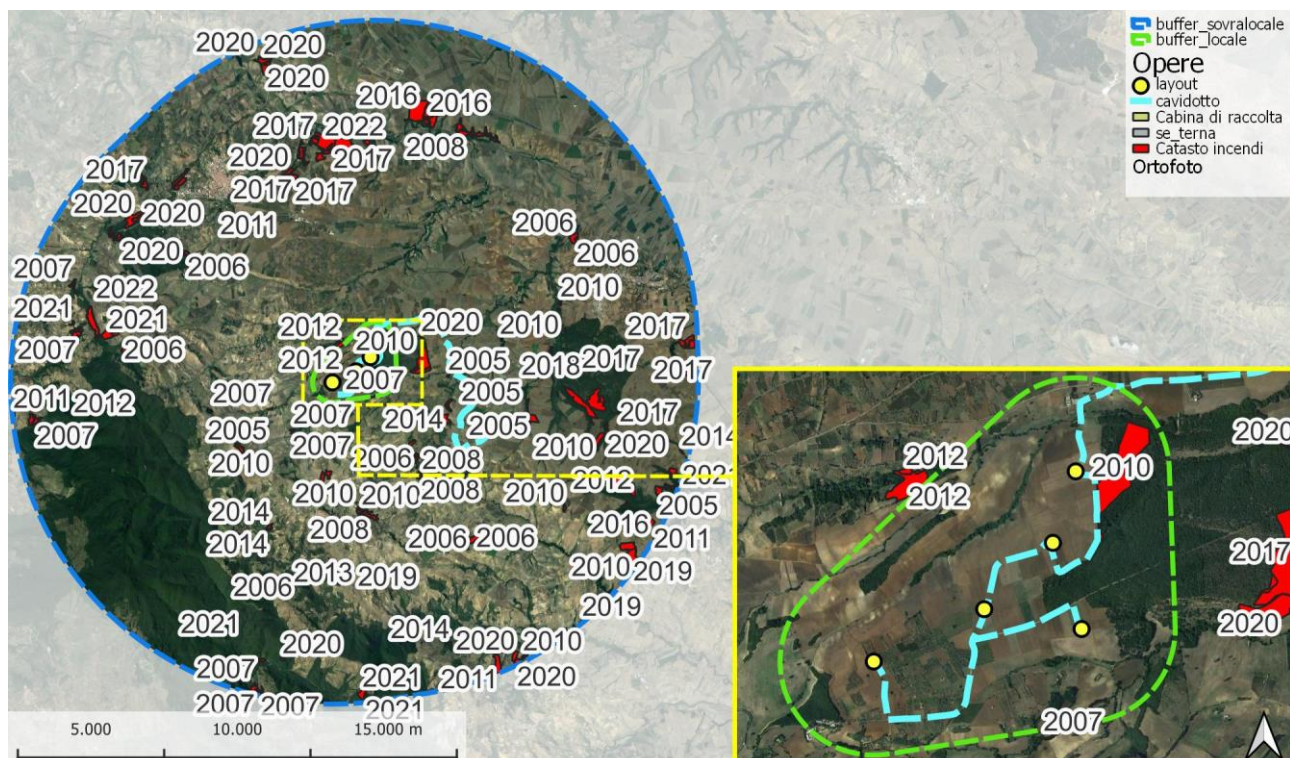 buffer_sovralocale
buffer_locale
Opere
layout
cavidotto
Cabina di raccolta
se_terna
Catasto incendi
Ortofoto
2020 2020
2020
2016 2016
2017 2022
2008
2020 2017
2017
2017 2017
2020 2020
2011
2006
2020 2006
2006
2007
2010
2022
2021 2021
2012 2020 2010
2010 2017
2007 2006
2012 2005 2018 2017
2017
2007 2007
2005
2011 2012
2007 2014 2005 2017
2007
2005 2007
2010 2020 2014
2010 2006 2008
2012
2010 2010 2008 2010
2005
2014 2008
2016 2011
2014 2006 2006
2010 2019
2006 2013 2019
2019
2021
2020 2014 2020 2010
2007 2021 2011 2020
2007 2007
2021
5.000 10.000 15.000 m
2012
2012
2010
2020
2017
2020
2007